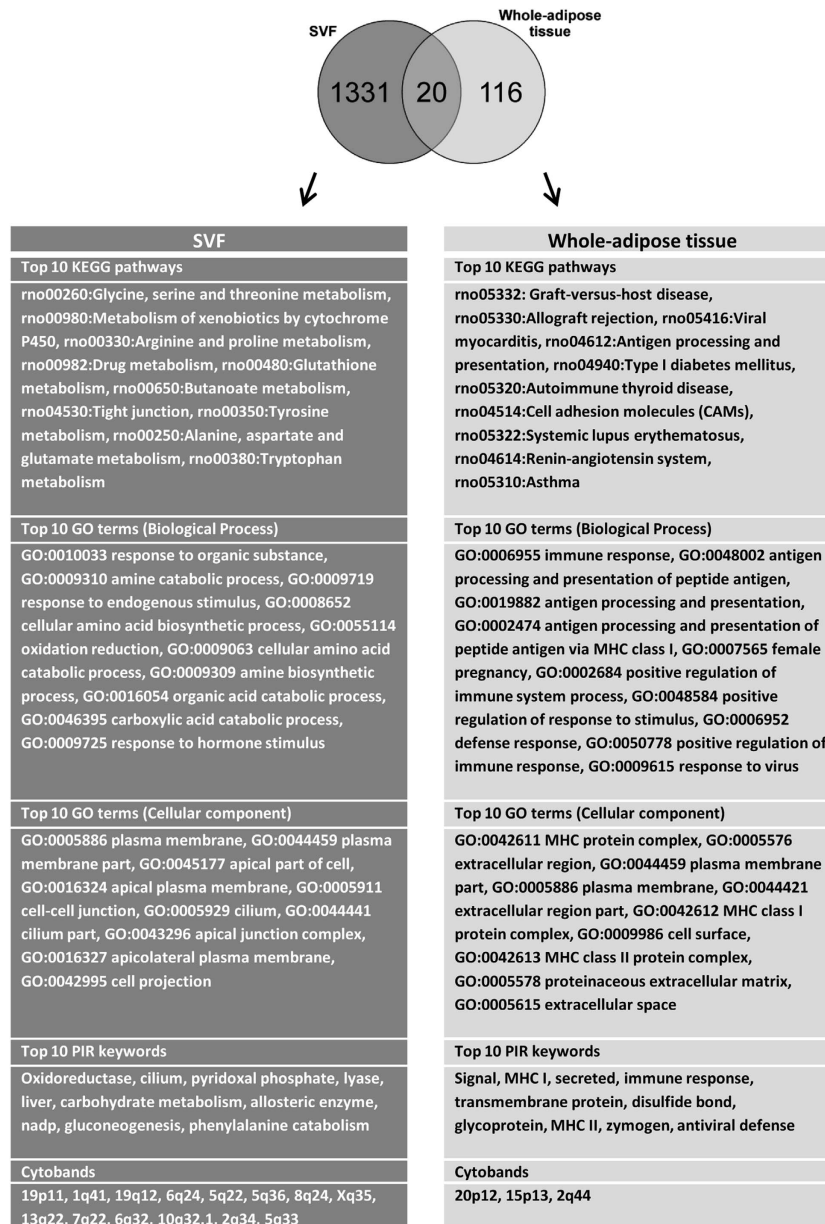 SVF
Whole-adipose
tissue
1331
20
116
SVF
Top 10 KEGG pathways
rno00260:Glycine, serine and threonine metabolism,
rno00980:Metabolism of xenobiotics by cytochrome
P450, rno00330:Arginine and proline metabolism,
rno00982:Drug metabolism, rno00480:Glutathione
metabolism, rno00650:Butanoate metabolism,
rno04530:Tight junction, rno00350:Tyrosine
metabolism, rno00250:Alanine, aspartate and
glutamate metabolism, rno00380:Tryptophan
metabolism
Top 10 GO terms (Biological Process)
GO:0010033 response to organic substance,
GO:0009310 amine catabolic process, GO:0009719
response to endogenous stimulus, GO:0008652
cellular amino acid biosynthetic process, GO:0055114
oxidation reduction, GO:0009063 cellular amino acid
catabolic process, GO:0009309 amine biosynthetic
process, GO:0016054 organic acid catabolic process,
GO:0046395 carboxylic acid catabolic process,
GO:0009725 response to hormone stimulus
Top 10 GO terms (Cellular component)
GO:0005886 plasma membrane, GO:0044459 plasma
membrane part, GO:0045177 apical part of cell,
GO:0016324 apical plasma membrane, GO:0005911
cell-cell junction, GO:0005929 cilium, GO:0044441
cilium part, GO:0043296 apical junction complex,
GO:0016327 apicolateral plasma membrane,
GO:0042995 cell projection
Top 10 PIR keywords
Oxidoreductase, cilium, pyridoxal phosphate, lyase,
liver, carbohydrate metabolism, allosteric enzyme,
nadp, gluconeogenesis, phenylalanine catabolism
Cytobands
19p11, 1q41, 19q12, 6q24, 5q22, 5q36, 8q24, Xq35,
13q22, 7q22, 6q32, 10q32.1, 2q34, 5q33
Whole-adipose tissue
Top 10 KEGG pathways
rno05332: Graft-versus-host disease,
rno05330:Allograft rejection, rno05416:Viral
myocarditis, rno04612:Antigen processing and
presentation, rno04940:Type I diabetes mellitus,
rno05320:Autoimmune thyroid disease,
rno04514:Cell adhesion molecules (CAMs),
rno05322:Systemic lupus erythematosus,
rno04614:Renin-angiotensin system,
rno05310:Asthma
Top 10 GO terms (Biological Process)
GO:0006955 immune response, GO:0048002 antigen
processing and presentation of peptide antigen,
GO:0019882 antigen processing and presentation,
GO:0002474 antigen processing and presentation of
peptide antigen via MHC class I, GO:0007565 female
pregnancy, GO:0002684 positive regulation of
immune system process, GO:0048584 positive
regulation of response to stimulus, GO:0006952
defense response, GO:0050778 positive regulation of
immune response, GO:0009615 response to virus
Top 10 GO terms (Cellular component)
GO:0042611 MHC protein complex, GO:0005576
extracellular region, GO:0044459 plasma membrane
part, GO:0005886 plasma membrane, GO:0044421
extracellular region part, GO:0042612 MHC class I
protein complex, GO:0009986 cell surface,
GO:0042613 MHC class II protein complex,
GO:0005578 proteinaceous extracellular matrix,
GO:0005615 extracellular space
Top 10 PIR keywords
Signal, MHC I, secreted, immune response,
transmembrane protein, disulfide bond,
glycoprotein, MHC II, zymogen, antiviral defense
Cytobands
20p12, 15p13, 2q44